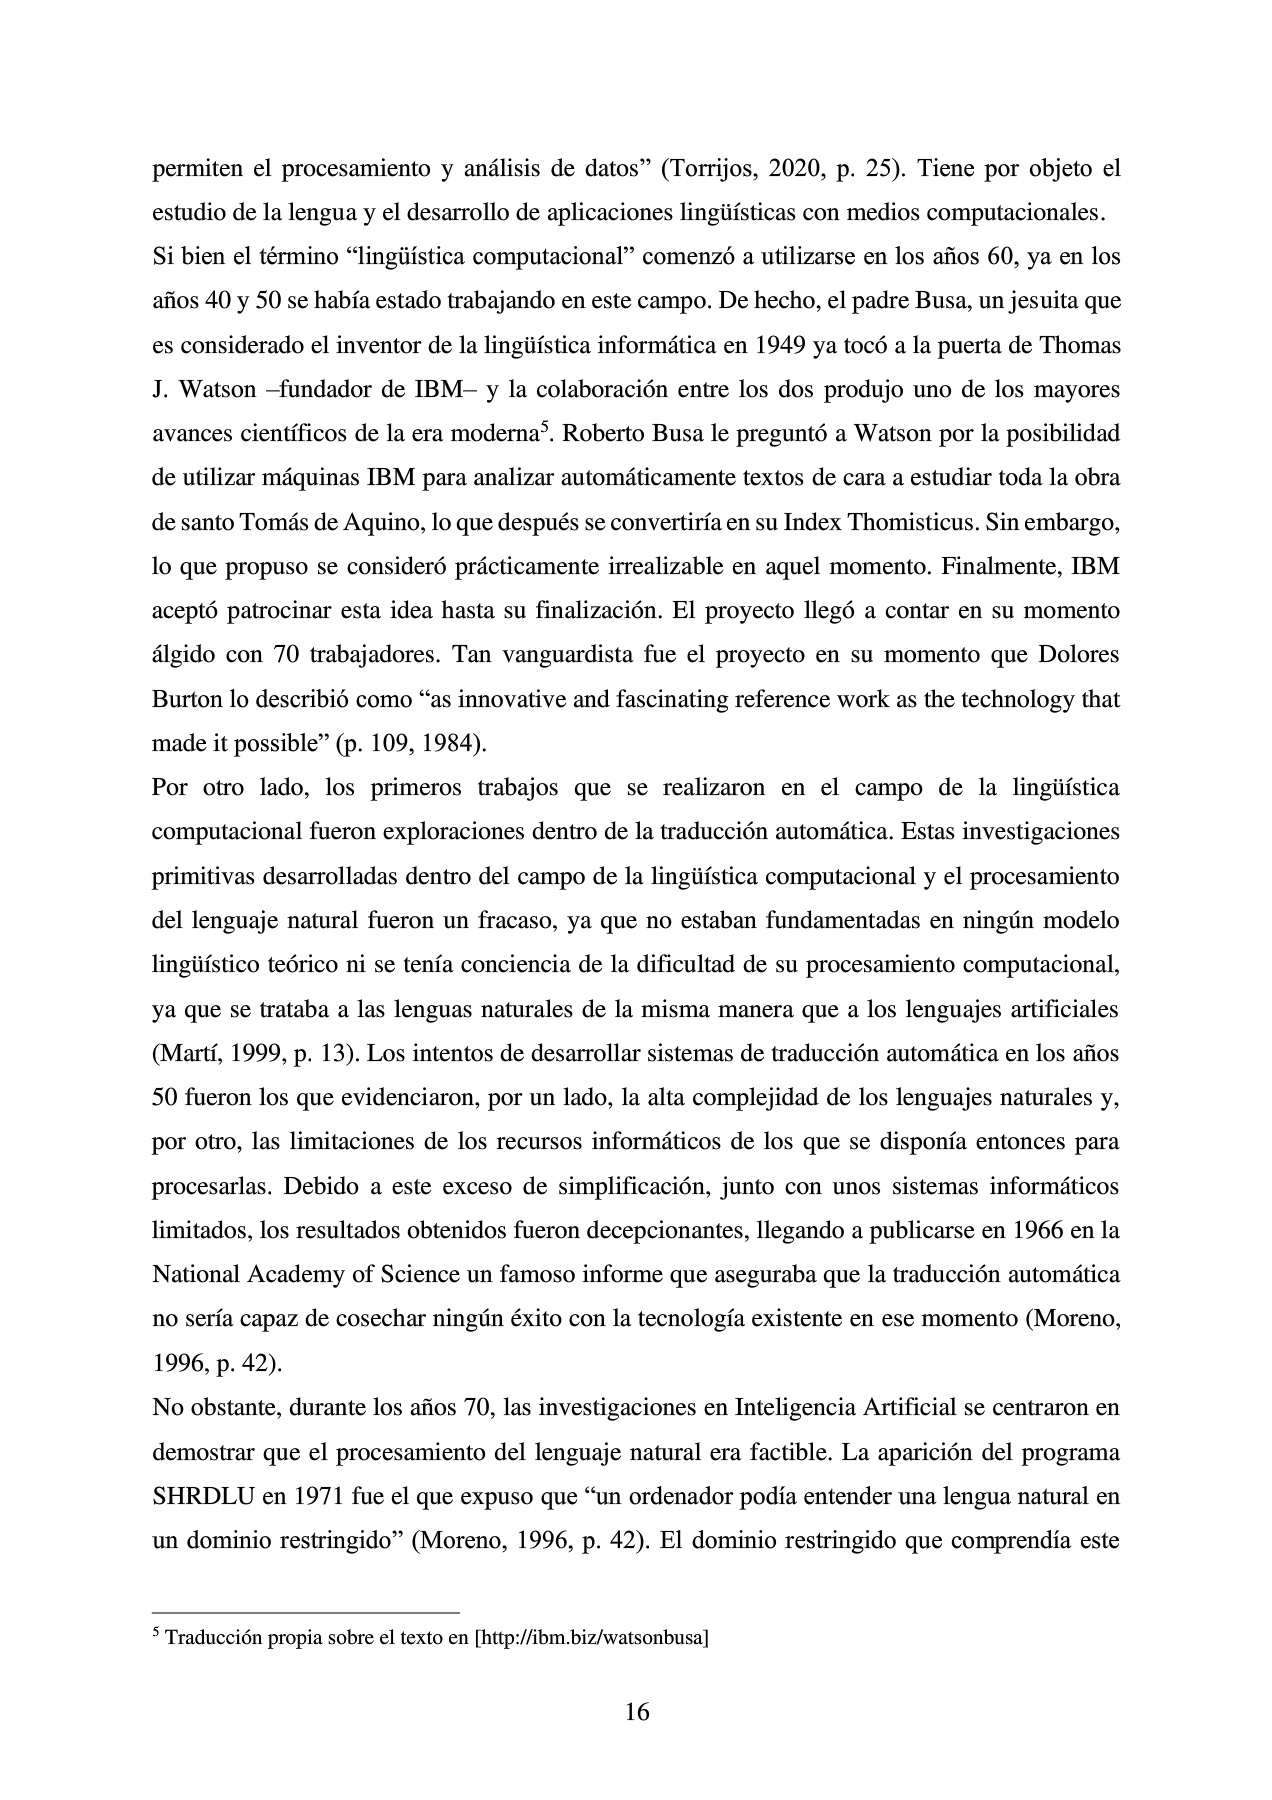 permiten el procesamiento y análisis de datos” (Torrijos, 2020, p. 25). Tiene por objeto el
estudio de la lengua y el desarrollo de aplicaciones lingüísticas con medios computacionales.
Si bien el término “lingüística computacional” comenzó a utilizarse en los años 60, ya en los
años 40 y 50 se había estado trabajando en este campo. De hecho, el padre Busa, un jesuita que
es considerado el inventor de la lingüística informática en 1949 ya tocó a la puerta de Thomas
J. Watson –fundador de IBM– y la colaboración entre los dos produjo uno de los mayores
avances científicos de la era moderna⁵. Roberto Busa le preguntó a Watson por la posibilidad
de utilizar máquinas IBM para analizar automáticamente textos de cara a estudiar toda la obra
de santo Tomás de Aquino, lo que después se convertiría en su Index Thomisticus. Sin embargo,
lo que propuso se consideró prácticamente irrealizable en aquel momento. Finalmente, IBM
aceptó patrocinar esta idea hasta su finalización. El proyecto llegó a contar en su momento
álgido con 70 trabajadores. Tan vanguardista fue el proyecto en su momento que Dolores
Burton lo describió como “as innovative and fascinating reference work as the technology that
made it possible” (p. 109, 1984).
Por otro lado, los primeros trabajos que se realizaron en el campo de la lingüística
computacional fueron exploraciones dentro de la traducción automática. Estas investigaciones
primitivas desarrolladas dentro del campo de la lingüística computacional y el procesamiento
del lenguaje natural fueron un fracaso, ya que no estaban fundamentadas en ningún modelo
lingüístico teórico ni se tenía conciencia de la dificultad de su procesamiento computacional,
ya que se trataba a las lenguas naturales de la misma manera que a los lenguajes artificiales
(Martí, 1999, p. 13). Los intentos de desarrollar sistemas de traducción automática en los años
50 fueron los que evidenciaron, por un lado, la alta complejidad de los lenguajes naturales y,
por otro, las limitaciones de los recursos informáticos de los que se disponía entonces para
procesarlas. Debido a este exceso de simplificación, junto con unos sistemas informáticos
limitados, los resultados obtenidos fueron decepcionantes, llegando a publicarse en 1966 en la
National Academy of Science un famoso informe que aseguraba que la traducción automática
no sería capaz de cosechar ningún éxito con la tecnología existente en ese momento (Moreno,
1996, p. 42).
No obstante, durante los años 70, las investigaciones en Inteligencia Artificial se centraron en
demostrar que el procesamiento del lenguaje natural era factible. La aparición del programa
SHRDLU en 1971 fue el que expuso que “un ordenador podía entender una lengua natural en
un dominio restringido” (Moreno, 1996, p. 42). El dominio restringido que comprendía este
⁵ Traducción propia sobre el texto en [http://ibm.biz/watsonbusa]
16